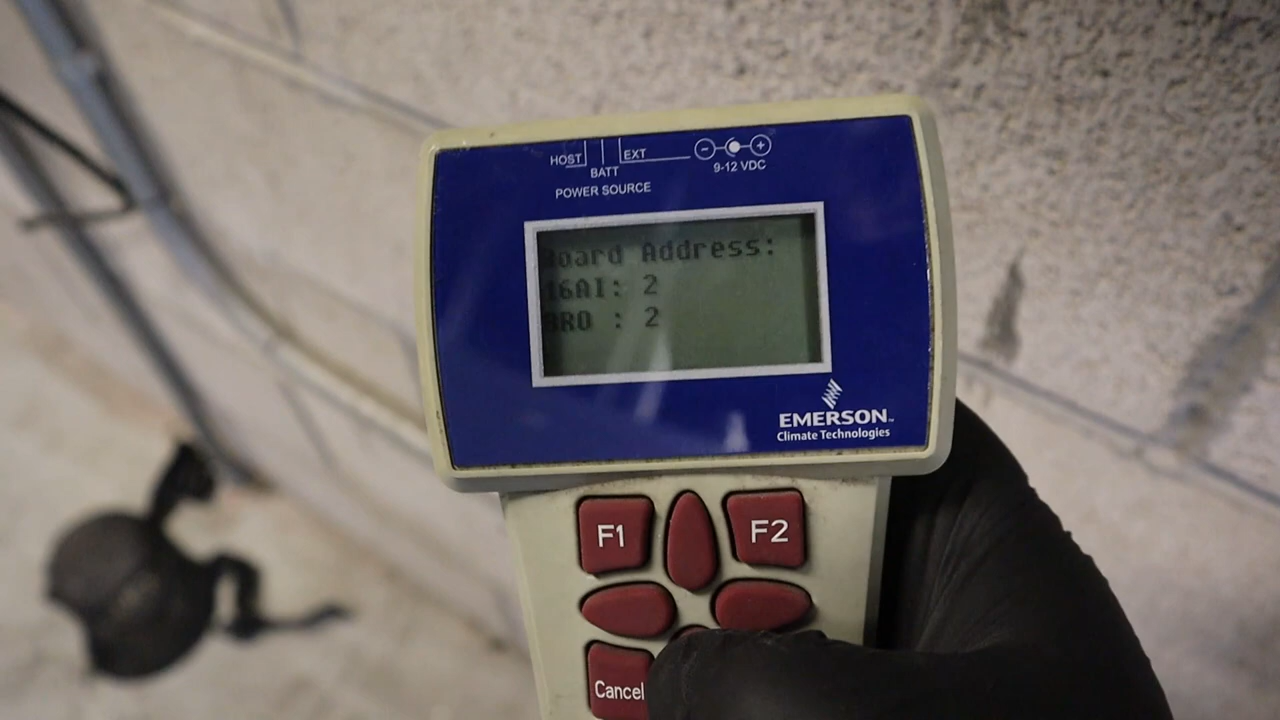 HOST
BATT
EXT
POWER SOURCE
- +
9-12 VDC
Board Address:
16AI: 2
8RO : 2
EMERSON™
Climate Technologies
F1
F2
Cancel